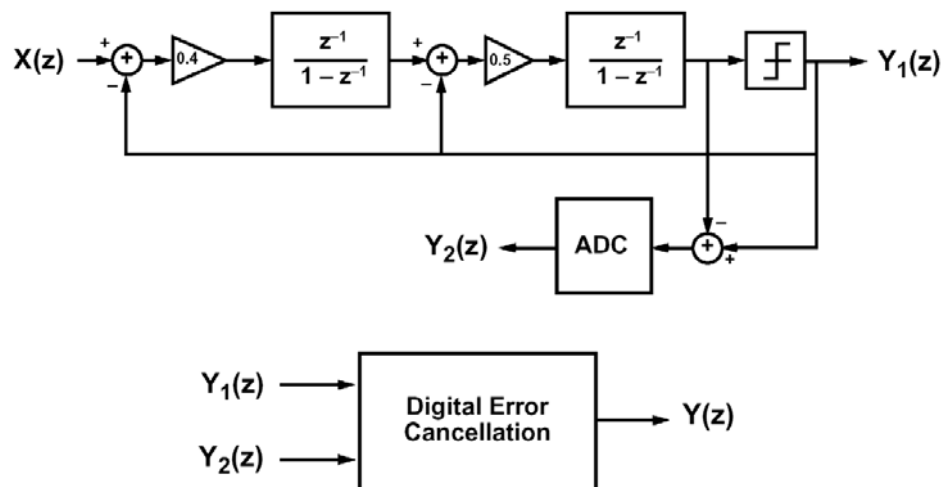 X(z) + − + 0.4 z⁻¹ / 1 − z⁻¹ + − + 0.5 z⁻¹ / 1 − z⁻¹ Y₁(z)
Y₂(z) ADC + − +
Y₁(z)
Y₂(z)
Digital Error
Cancellation
Y(z)